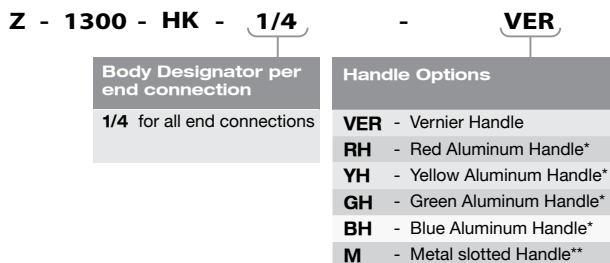 Z - 1300 - HK - 1/4 - VER
Body Designator per
end connection
1/4 for all end connections
Handle Options
VER - Vernier Handle
RH - Red Aluminum Handle*
YH - Yellow Aluminum Handle*
GH - Green Aluminum Handle*
BH - Blue Aluminum Handle*
M - Metal slotted Handle**